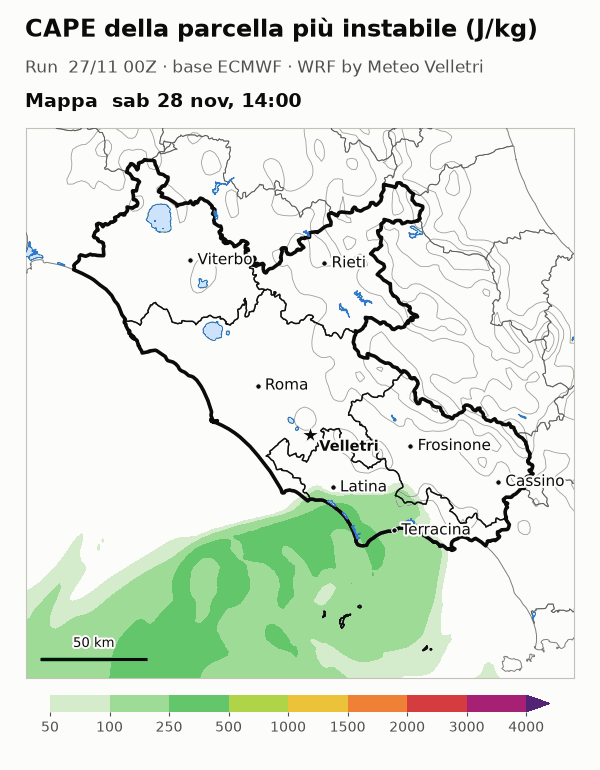 CAPE della parcella più instabile (J/kg)
Run 27/11 00Z · base ECMWF · WRF by Meteo Velletri
Mappa sab 28 nov, 14:00
Viterbo
Rieti
Roma
Velletri
Frosinone
Latina
Cassino
Terracina
50 km
50 100 250 500 1000 1500 2000 3000 4000